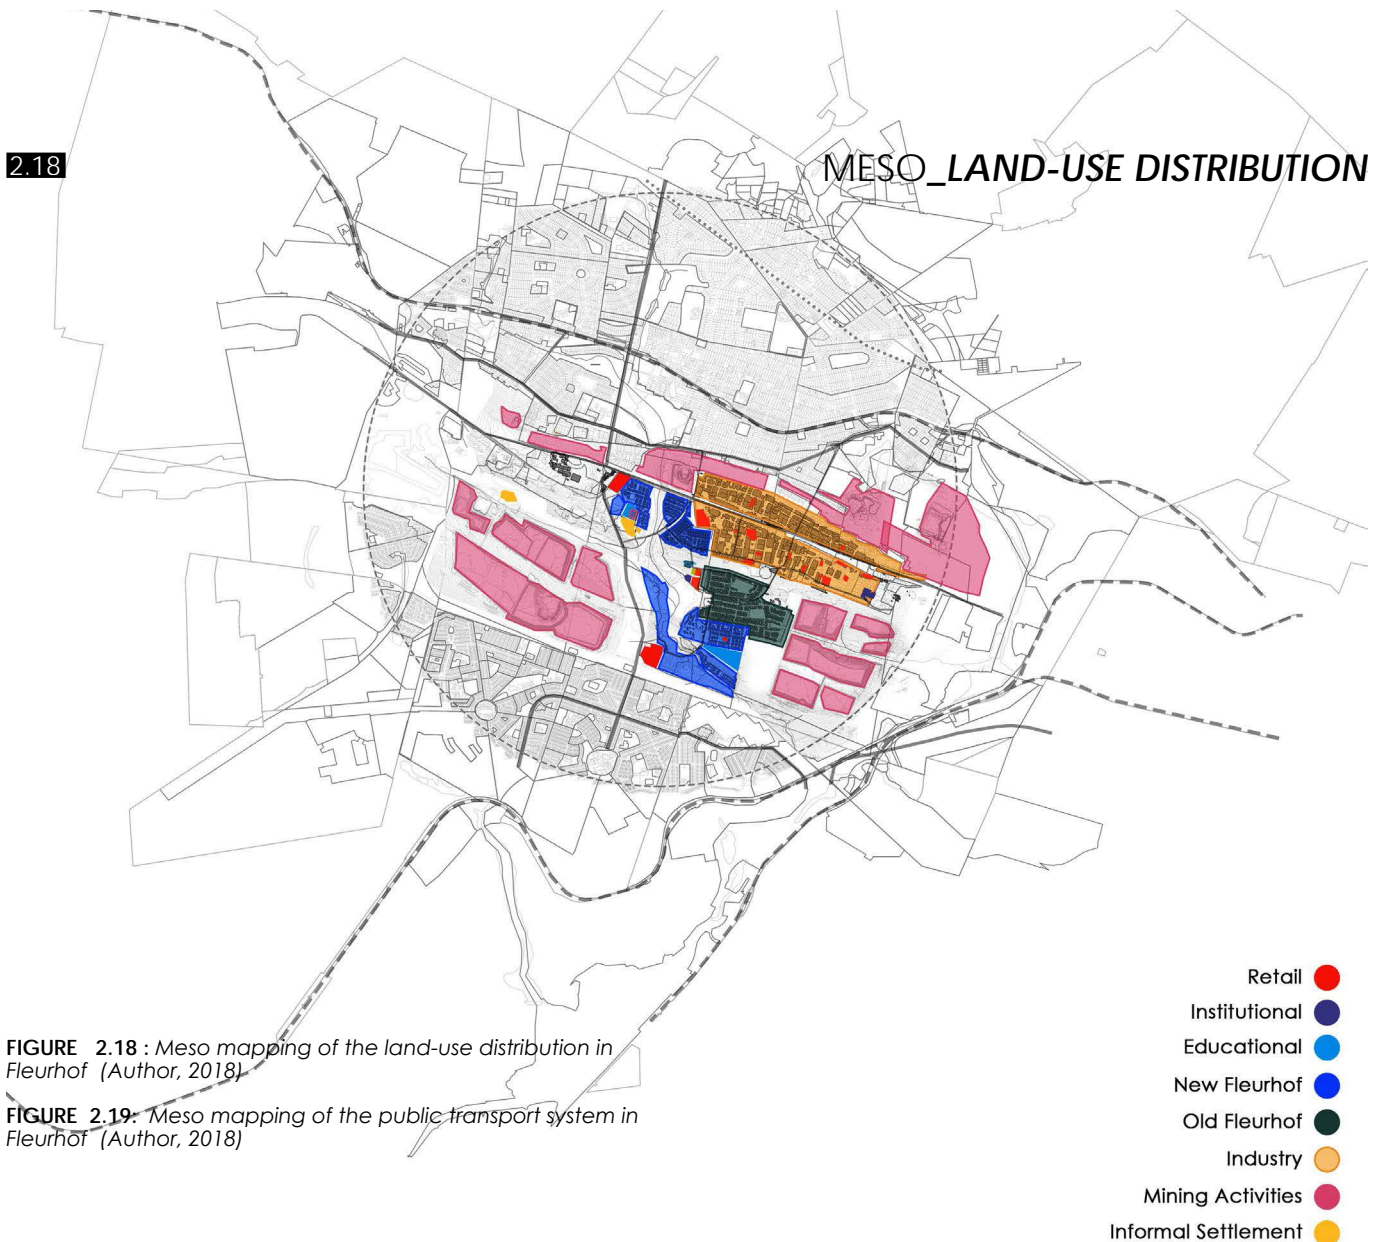 2.18
MESO_LAND-USE DISTRIBUTION
Retail
Institutional
Educational
New Fleurhof
Old Fleurhof
Industry
Mining Activities
Informal Settlement
FIGURE 2.18 : Meso mapping of the land-use distribution in
Fleurhof (Author, 2018)
FIGURE 2.19: Meso mapping of the public transport system in
Fleurhof (Author, 2018)